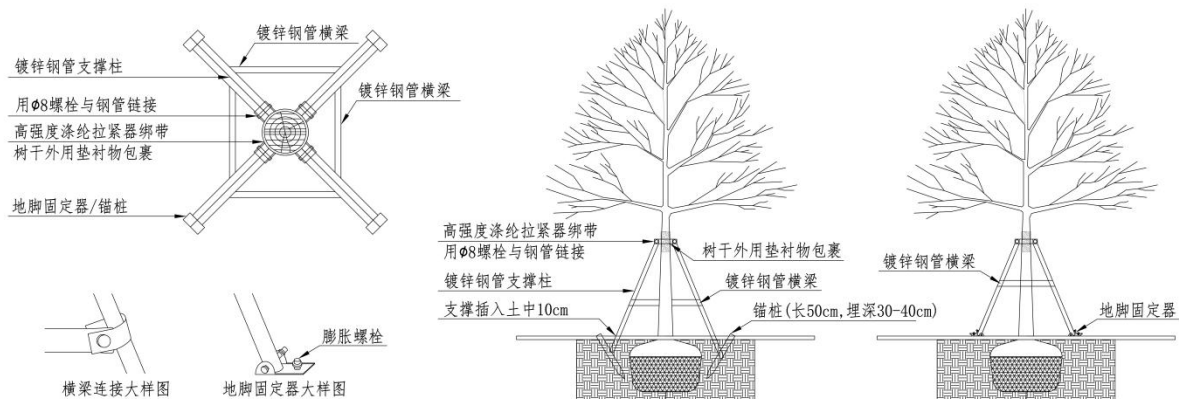 镀锌钢管横梁
镀锌钢管支撑柱
镀锌钢管横梁
用Φ8螺栓与钢管链接
高强度涤纶拉紧器绑带
树干外用垫衬物包裹
地脚固定器/锚桩
膨胀螺栓
横梁连接大样图
地脚固定器大样图
高强度涤纶拉紧器绑带
用Φ8螺栓与钢管链接
树干外用垫衬物包裹
镀锌钢管支撑柱
镀锌钢管横梁
支撑插入土中10cm
锚桩(长50cm,埋深30-40cm)
镀锌钢管横梁
地脚固定器